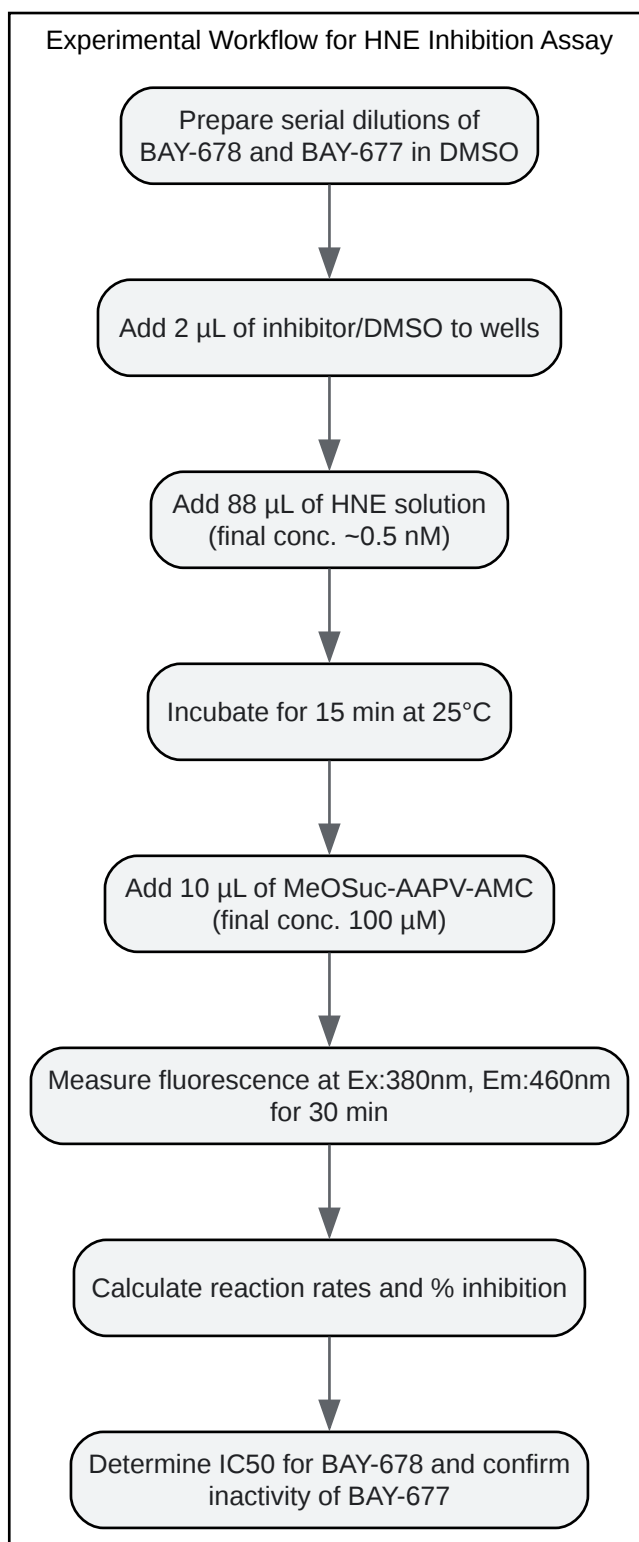 Experimental Workflow for HNE Inhibition Assay
Prepare serial dilutions of
BAY-678 and BAY-677 in DMSO
Add 2 µL of inhibitor/DMSO to wells
Add 88 µL of HNE solution
(final conc. ~0.5 nM)
Incubate for 15 min at 25°C
Add 10 µL of MeOSuc-AAPV-AMC
(final conc. 100 µM)
Measure fluorescence at Ex:380nm, Em:460nm
for 30 min
Calculate reaction rates and % inhibition
Determine IC50 for BAY-678 and confirm
inactivity of BAY-677